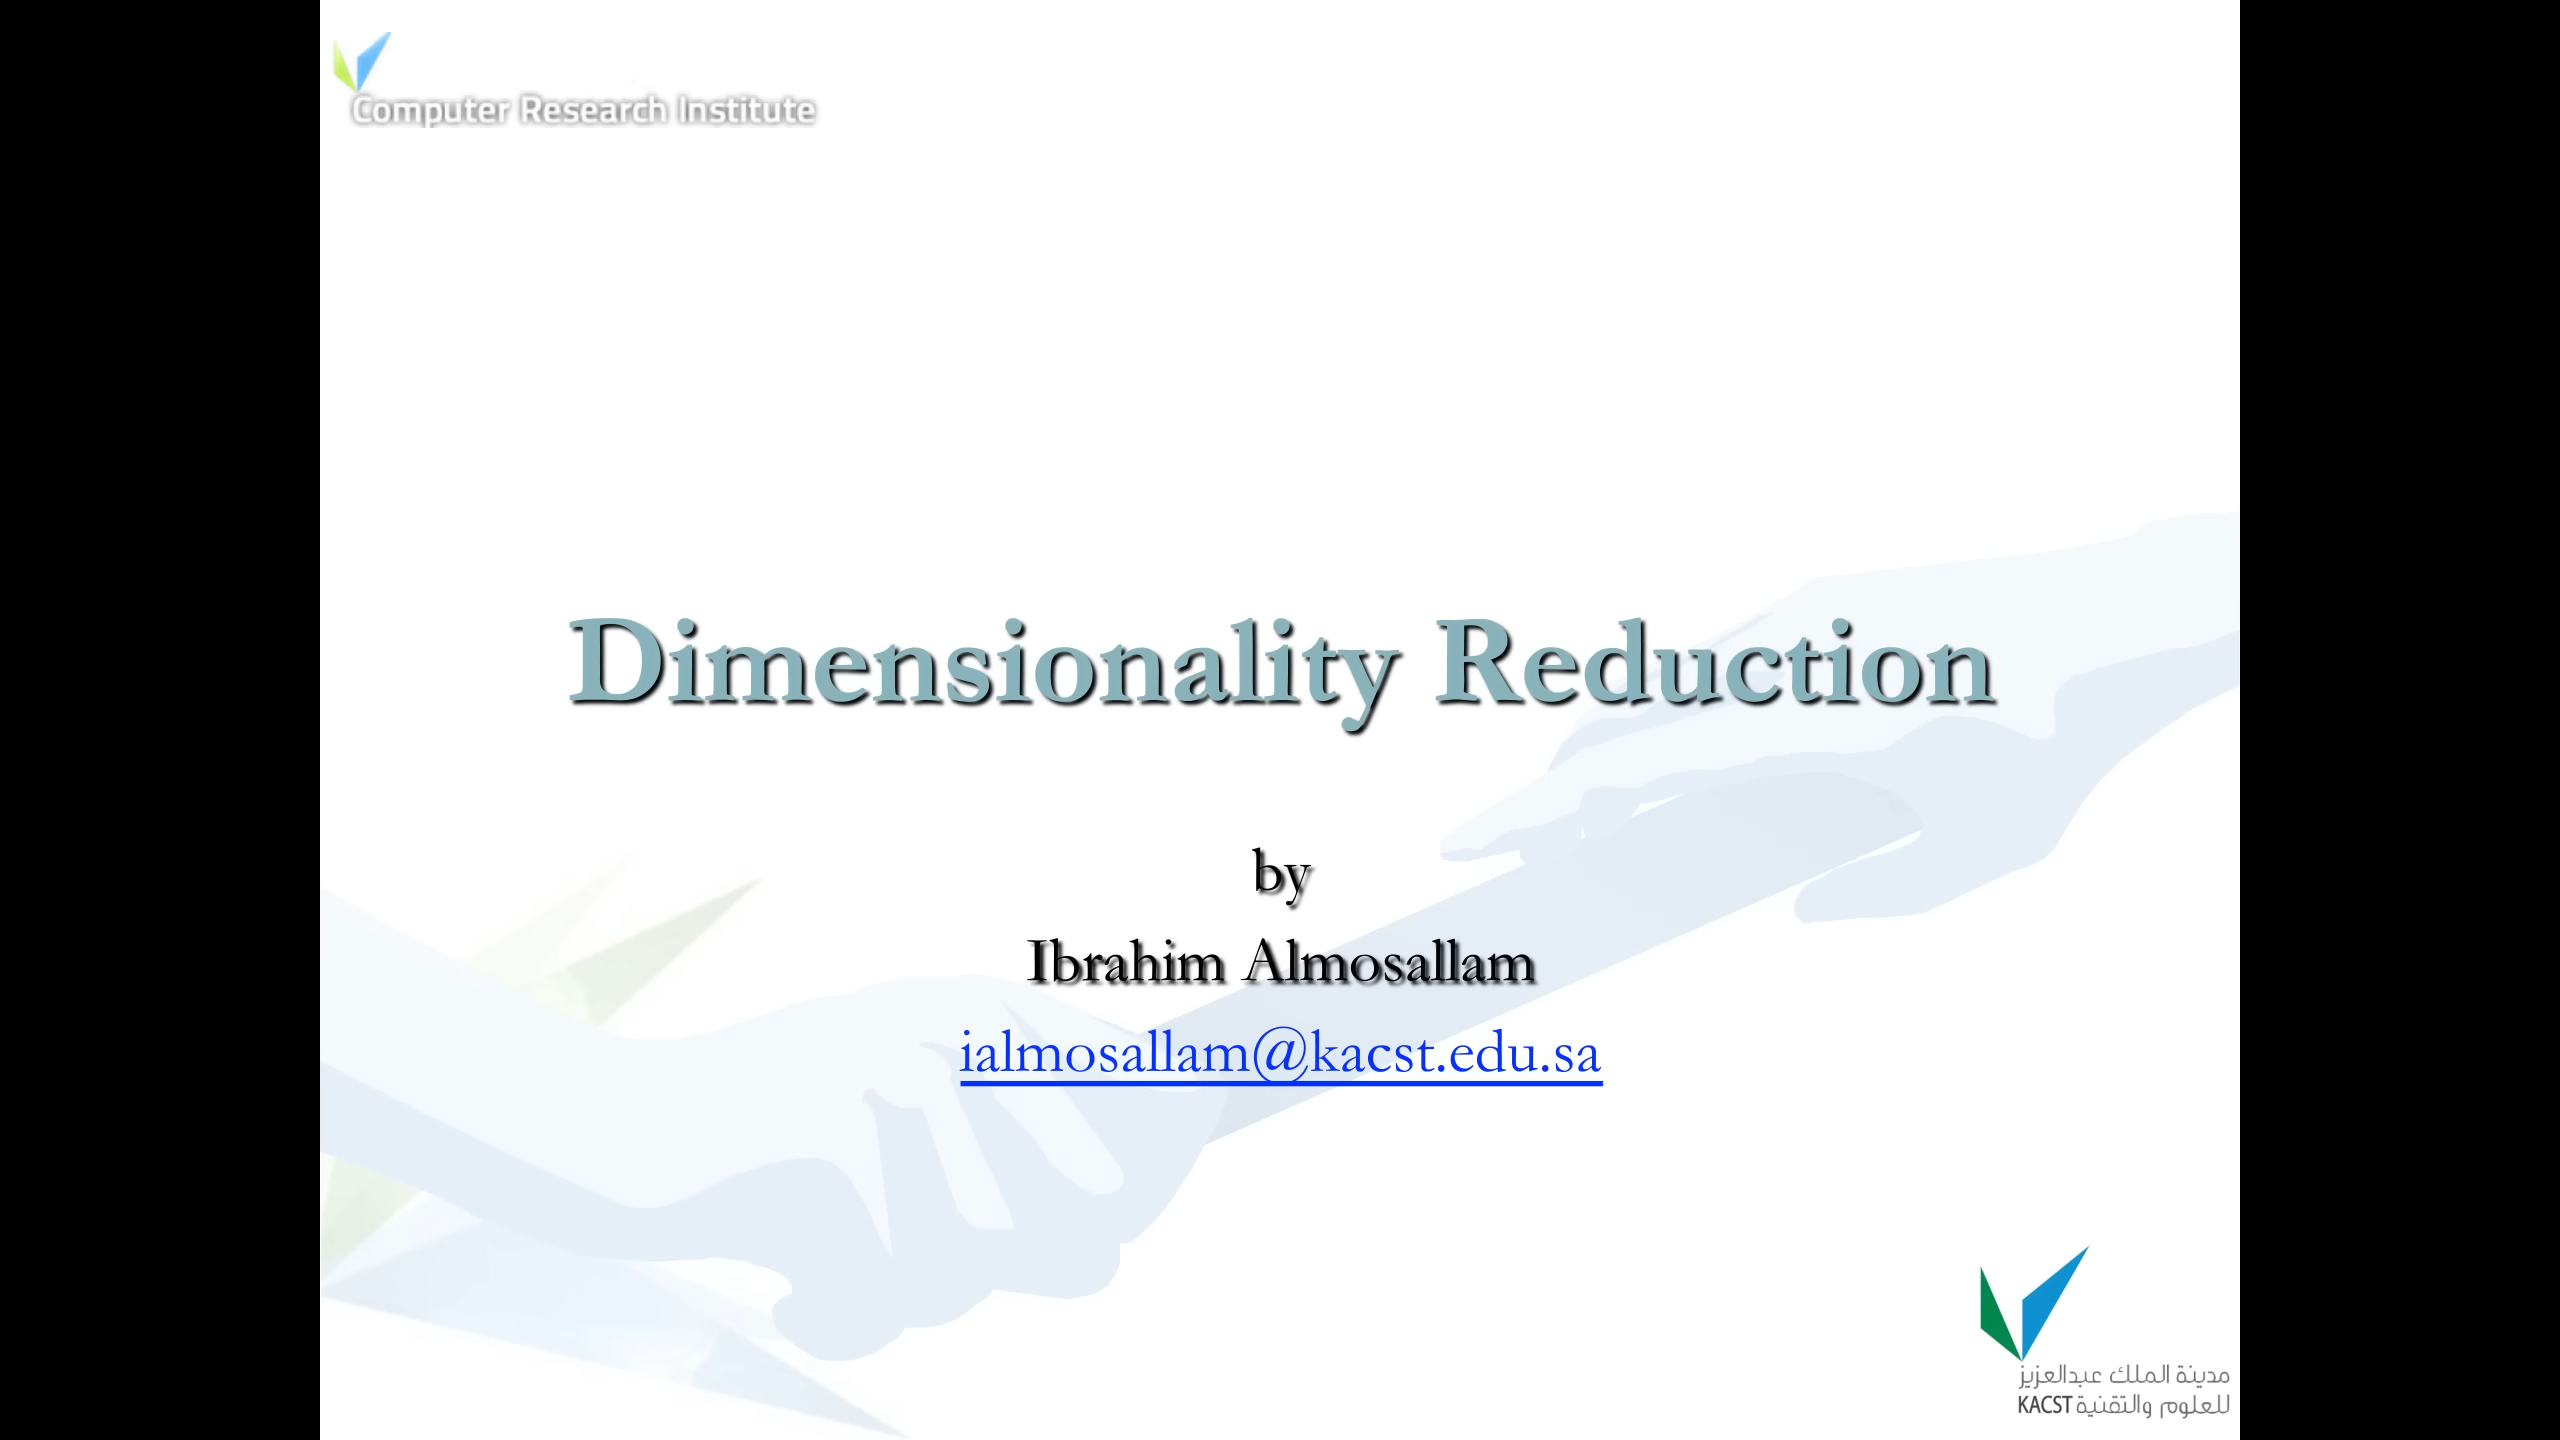 Computer Research Institute
Dimensionality Reduction
by
Ibrahim Almosallam
ialmosallam@kacst.edu.sa
مدينة الملك عبدالعزيز
للعلوم والتقنية KACST